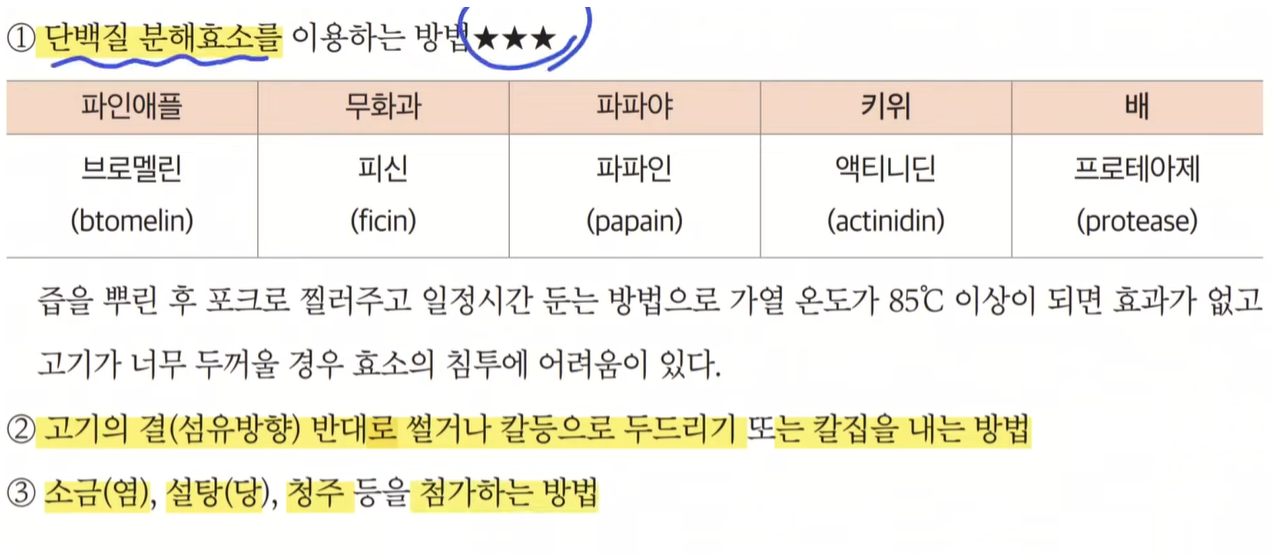 ① 단백질 분해효소를 이용하는 방법★★★
파인애플 무화과 파파야 키위 배
브로멜린 피신 파파인 액티니딘 프로테아제
(btomelin) (ficin) (papain) (actinidin) (protease)
즙을 뿌린 후 포크로 찔러주고 일정시간 둔는 방법으로 가열 온도가 85℃ 이상이 되면 효과가 없고
고기가 너무 두꺼울 경우 효소의 침투에 어려움이 있다.
② 고기의 결(섬유방향) 반대로 썰거나 칼등으로 두드리기 또는 칼집을 내는 방법
③ 소금(염), 설탕(당), 청주 등을 첨가하는 방법